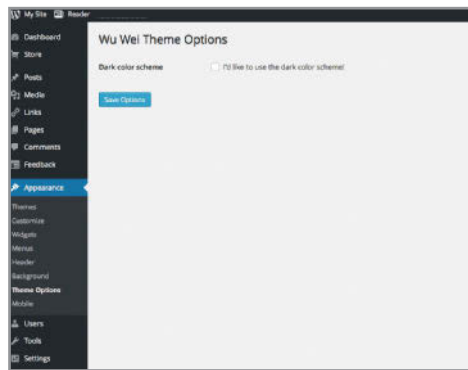 My Site Reader
Dashboard
Store
Posts
Media
Links
Pages
Comments
Feedback
Appearance
Themes
Customize
Widgets
Menus
Header
Background
Theme Options
Mobile
Users
Tools
Settings
Wu Wei Theme Options
Dark color scheme I'd like to use the dark color scheme!
Save Options